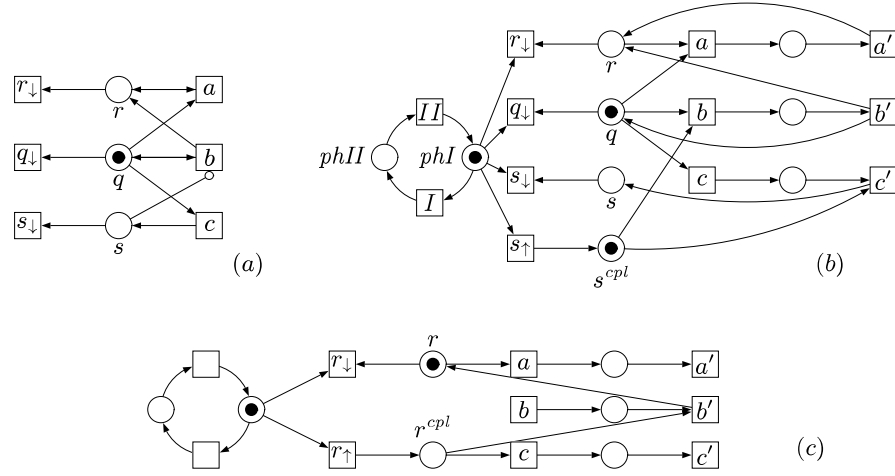 r↓ r a
q↓ q b
s↓ s c
(a)
r↓ r a a′
II q↓ q b b′
phII phI
s↓ s c c′
I
s↑ s^cpl
(b)
r↓ r a a′
b b′
r↑ r^cpl c c′
(c)